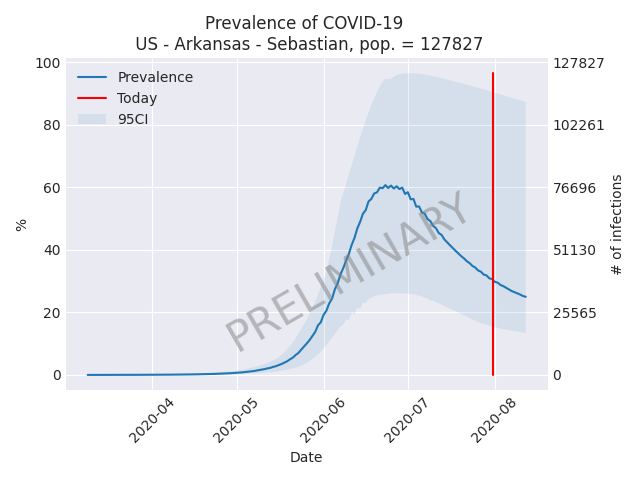 Prevalence of COVID-19
US - Arkansas - Sebastian, pop. = 127827
100
80
60
40
20
0
%
127827
102261
76696
51130
25565
0
# of infections
Prevalence
Today
95CI
PRELIMINARY
2020-04
2020-05
2020-06
2020-07
2020-08
Date